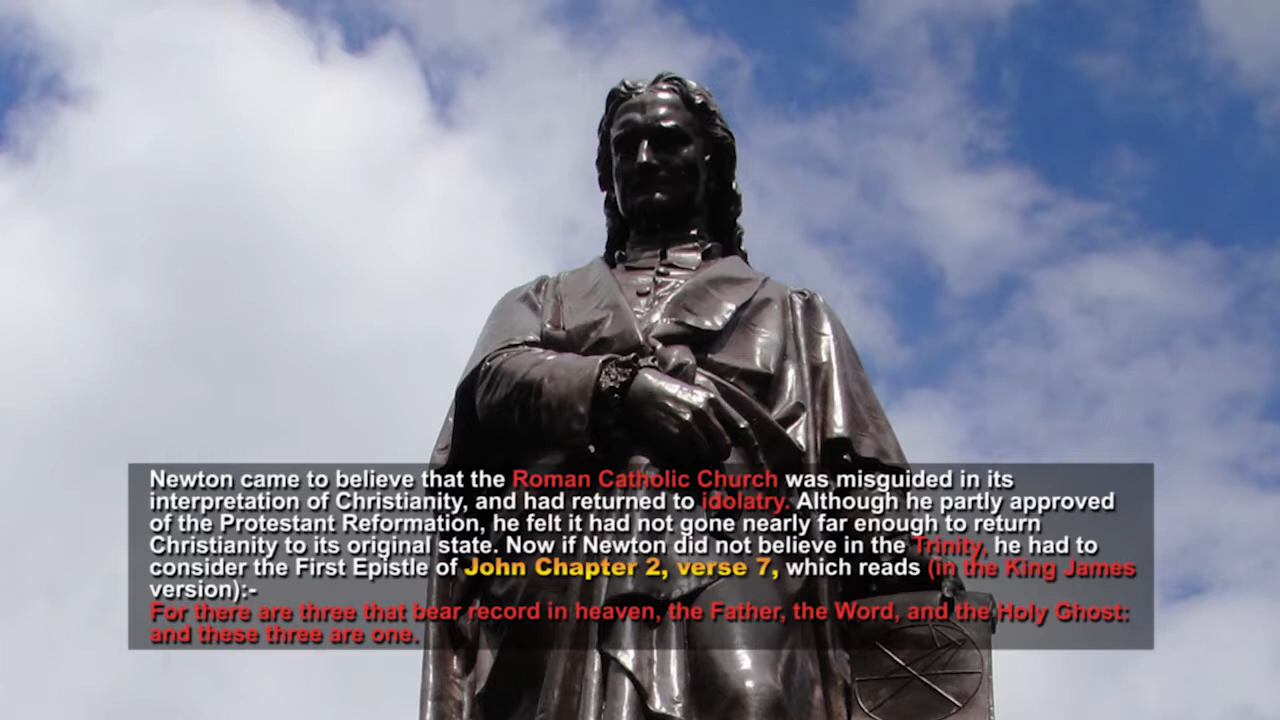 Newton came to believe that the Roman Catholic Church was misguided in its
interpretation of Christianity, and had returned to idolatry. Although he partly approved
of the Protestant Reformation, he felt it had not gone nearly far enough to return
Christianity to its original state. Now if Newton did not believe in the Trinity, he had to
consider the First Epistle of John Chapter 2, verse 7, which reads (in the King James
version):-
For there are three that bear record in heaven, the Father, the Word, and the Holy Ghost:
and these three are one.